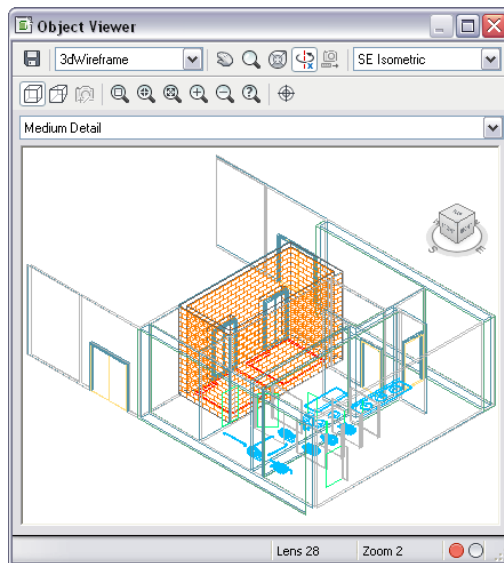 Object Viewer
3dWireframe
SE Isometric
Medium Detail
S
E
Lens 28
Zoom 2